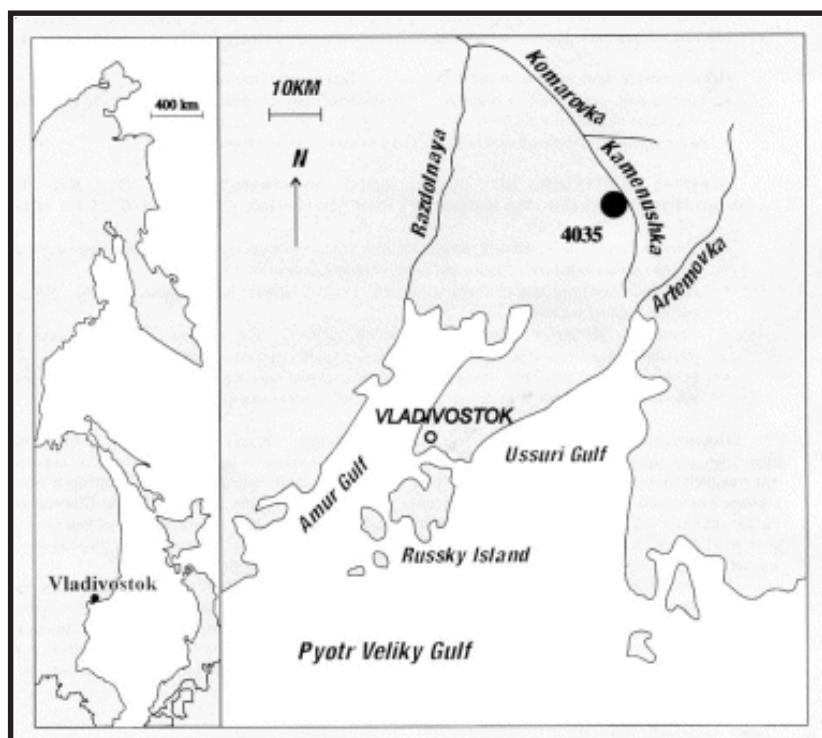 400 km
Vladivostok
10KM
N
Razdolnaya
Komarovka
Kamenushka
4035
Artemovka
VLADIVOSTOK
Ussuri Gulf
Amur Gulf
Russky Island
Pyotr Veliky Gulf